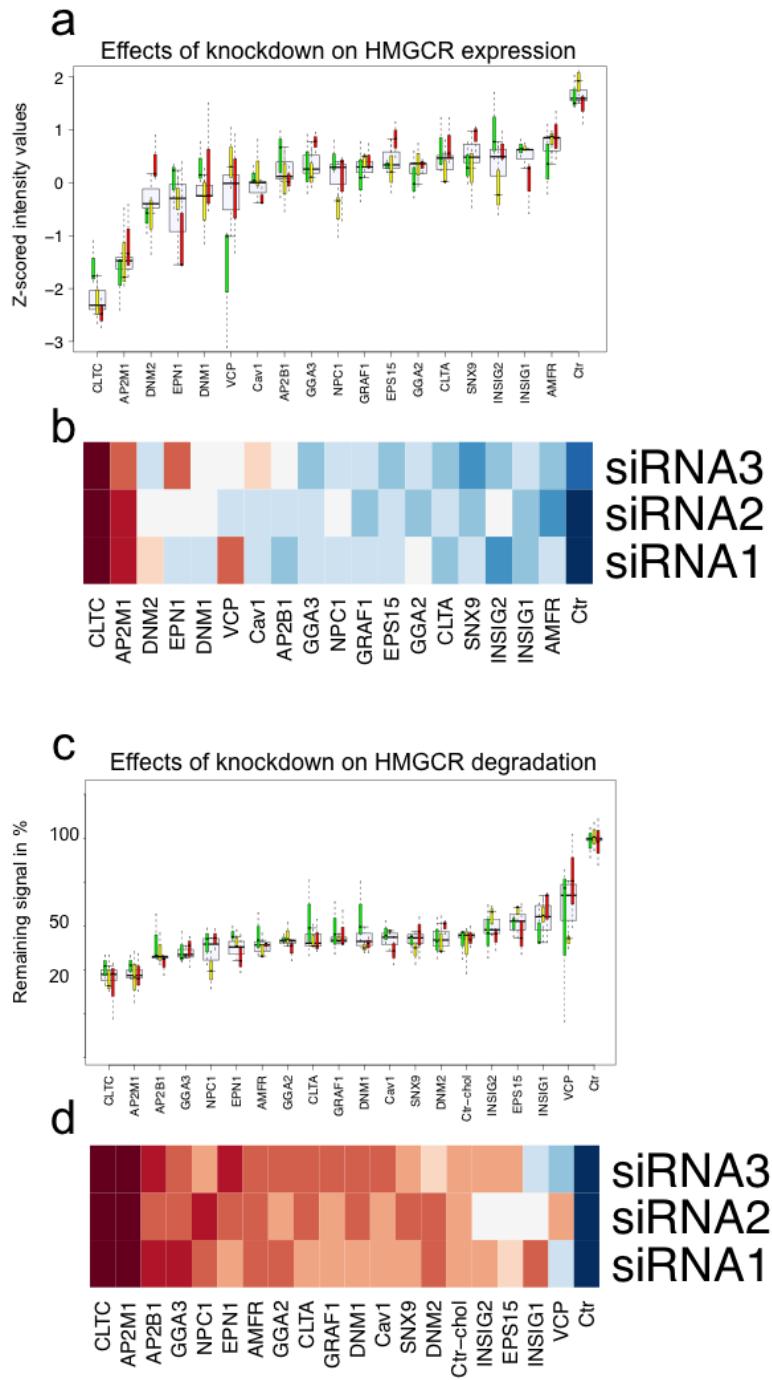 a
Effects of knockdown on HMGCR expression
Z-scored intensity values
2
1
0
−1
−2
−3
CLTC AP2M1 DNM2 EPN1 DNM1 VCP Cav1 AP2B1 GGA3 NPC1 GRAF1 EPS15 GGA2 CLTA SNX9 INSIG2 INSIG1 AMFR Ctr
b
siRNA3
siRNA2
siRNA1
CLTC AP2M1 DNM2 EPN1 DNM1 VCP Cav1 AP2B1 GGA3 NPC1 GRAF1 EPS15 GGA2 CLTA SNX9 INSIG2 INSIG1 AMFR Ctr
c
Effects of knockdown on HMGCR degradation
Remaining signal in %
100
50
20
CLTC AP2M1 AP2B1 GGA3 NPC1 EPN1 AMFR GGA2 CLTA GRAF1 DNM1 Cav1 SNX9 DNM2 Ctr−chol INSIG2 EPS15 INSIG1 VCP Ctr
d
siRNA3
siRNA2
siRNA1
CLTC AP2M1 AP2B1 GGA3 NPC1 EPN1 AMFR GGA2 CLTA GRAF1 DNM1 Cav1 SNX9 DNM2 Ctr−chol INSIG2 EPS15 INSIG1 VCP Ctr